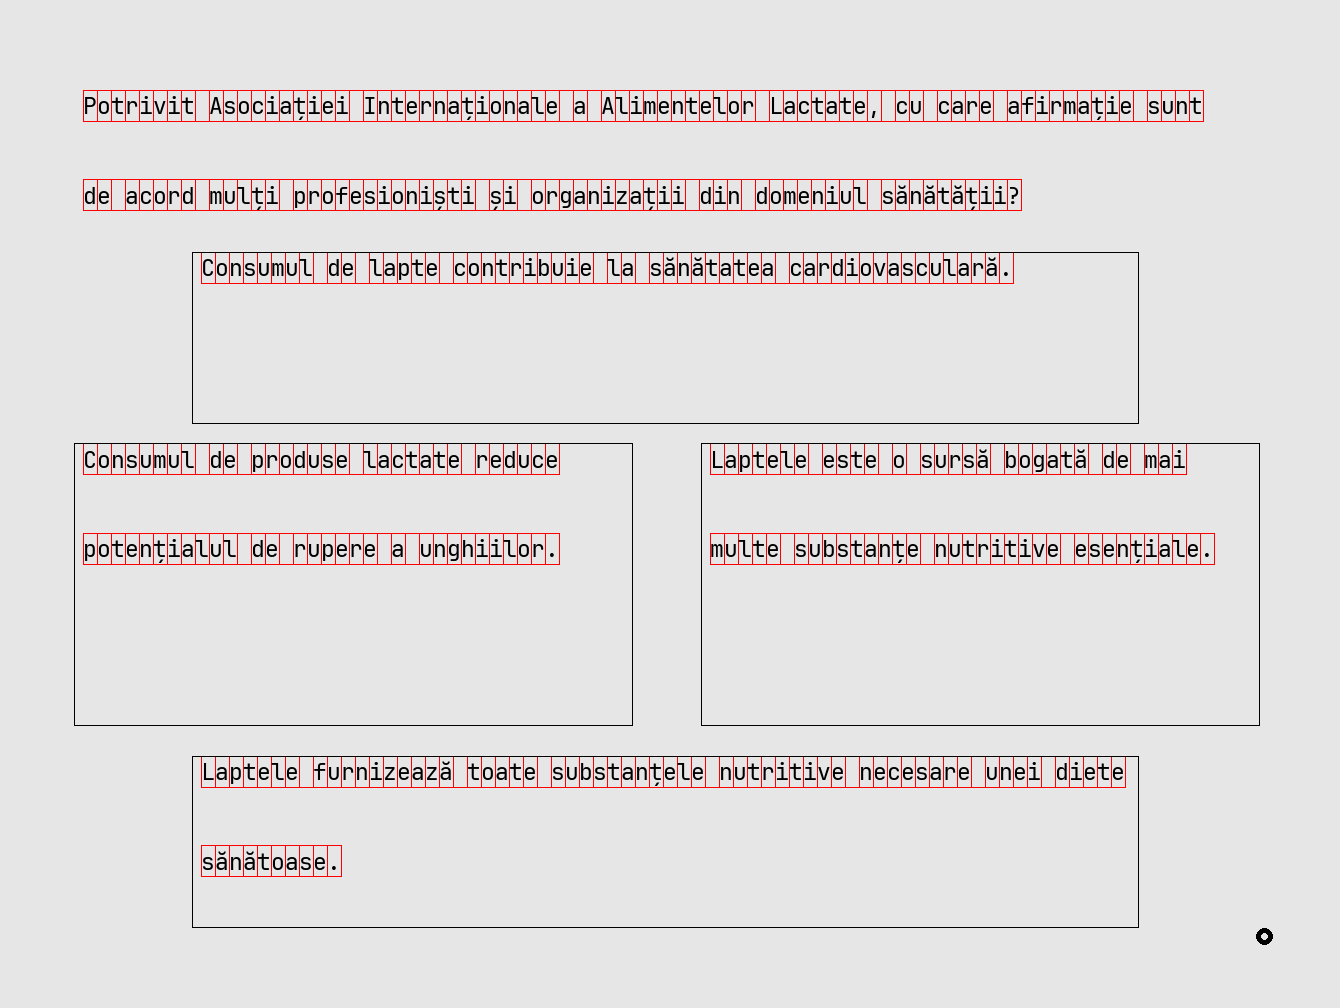 Potrivit Asociației Internaționale a Alimentelor Lactate, cu care afirmație sunt
de acord mulți profesioniști și organizații din domeniul sănătății?
Consumul de lapte contribuie la sănătatea cardiovasculară.
Consumul de produse lactate reduce
potențialul de rupere a unghiilor.
Laptele este o sursă bogată de mai
multe substanțe nutritive esențiale.
Laptele furnizează toate substanțele nutritive necesare unei diete
sănătoase.